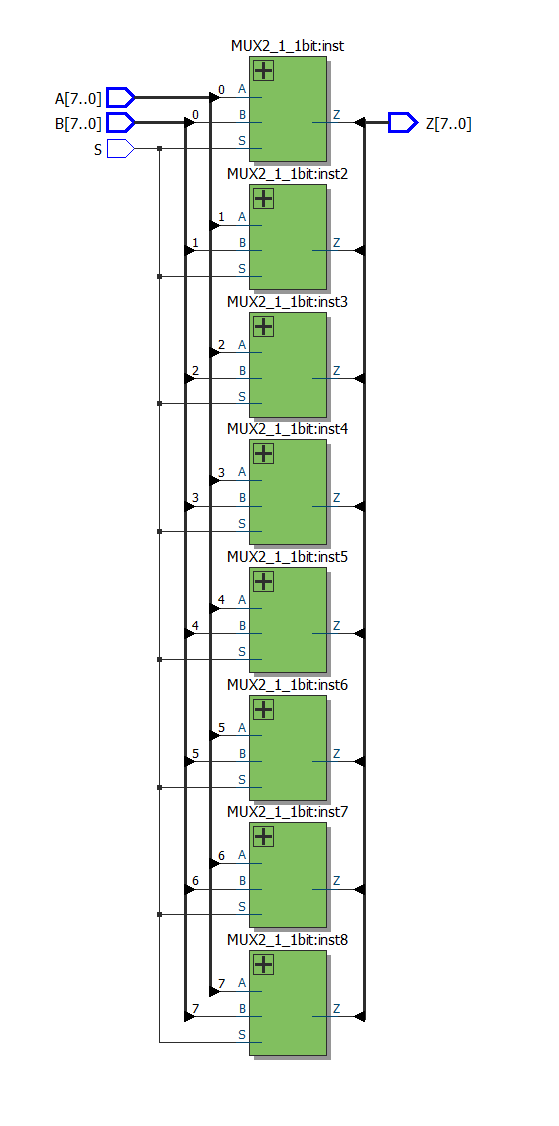 MUX2_1_1bit:inst
A[7..0] 0 A
B[7..0] 0 B Z Z[7..0]
S S
MUX2_1_1bit:inst2
1 A
1 B Z
S
MUX2_1_1bit:inst3
2 A
2 B Z
S
MUX2_1_1bit:inst4
3 A
3 B Z
S
MUX2_1_1bit:inst5
4 A
4 B Z
S
MUX2_1_1bit:inst6
5 A
5 B Z
S
MUX2_1_1bit:inst7
6 A
6 B Z
S
MUX2_1_1bit:inst8
7 A
7 B Z
S